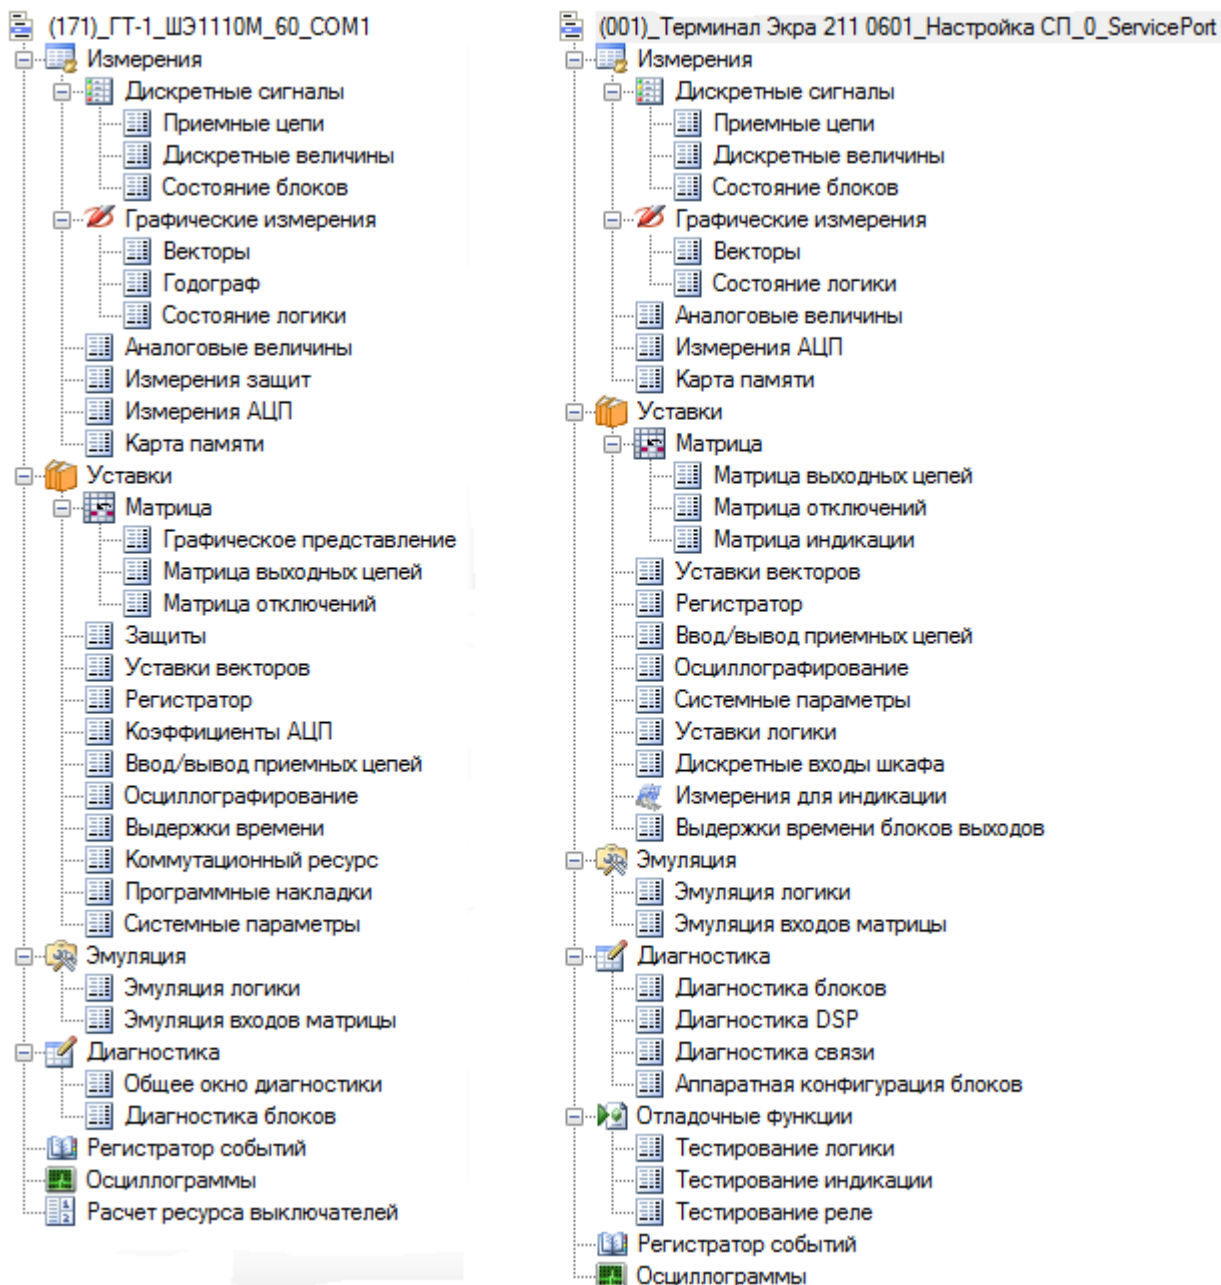 (171)_ГТ-1_ШЭ1110М_60_COM1
Измерения
Дискретные сигналы
Приемные цепи
Дискретные величины
Состояние блоков
Графические измерения
Векторы
Годограф
Состояние логики
Аналоговые величины
Измерения защит
Измерения АЦП
Карта памяти
Уставки
Матрица
Графическое представление
Матрица выходных цепей
Матрица отключений
Защиты
Уставки векторов
Регистратор
Коэффициенты АЦП
Ввод/вывод приемных цепей
Осциллографирование
Выдержки времени
Коммутационный ресурс
Программные накладки
Системные параметры
Эмуляция
Эмуляция логики
Эмуляция входов матрицы
Диагностика
Общее окно диагностики
Диагностика блоков
Регистратор событий
Осциллограммы
Расчет ресурса выключателей
(001)_Терминал Экра 211 0601_Настройка СП_0_ServicePort
Измерения
Дискретные сигналы
Приемные цепи
Дискретные величины
Состояние блоков
Графические измерения
Векторы
Состояние логики
Аналоговые величины
Измерения АЦП
Карта памяти
Уставки
Матрица
Матрица выходных цепей
Матрица отключений
Матрица индикации
Уставки векторов
Регистратор
Ввод/вывод приемных цепей
Осциллографирование
Системные параметры
Уставки логики
Дискретные входы шкафа
Измерения для индикации
Выдержки времени блоков выходов
Эмуляция
Эмуляция логики
Эмуляция входов матрицы
Диагностика
Диагностика блоков
Диагностика DSP
Диагностика связи
Аппаратная конфигурация блоков
Отладочные функции
Тестирование логики
Тестирование индикации
Тестирование реле
Регистратор событий
Осциллограммы